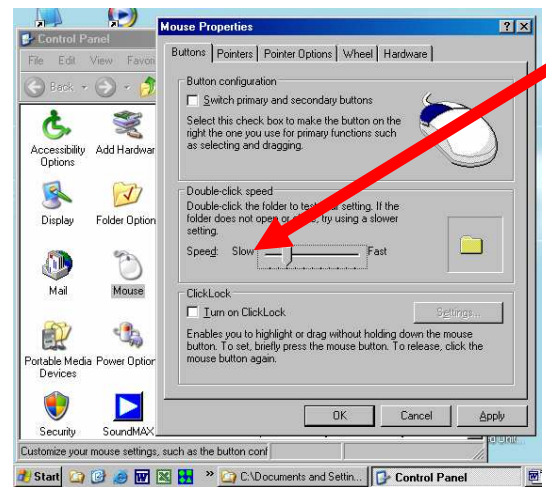 Control Panel
File Edit View Favori
Back
Accessibility Options
Add Hardwar
Display
Folder Option
Mail
Mouse
Portable Media Devices
Power Option
Security
SoundMAX
Customize your mouse settings, such as the button conf
Mouse Properties
Buttons Pointers Pointer Options Wheel Hardware
Button configuration
Switch primary and secondary buttons
Select this check box to make the button on the
right the one you use for primary functions such
as selecting and dragging.
Double-click speed
Double-click the folder to test setting. If the
folder does not open or try using a slower
setting.
Speed: Slow Fast
ClickLock
Turn on ClickLock
Settings...
Enables you to highlight or drag without holding down the mouse
button. To set, briefly press the mouse button. To release, click the
mouse button again.
OK Cancel Apply
Start
C:\Documents and Settin...
Control Panel